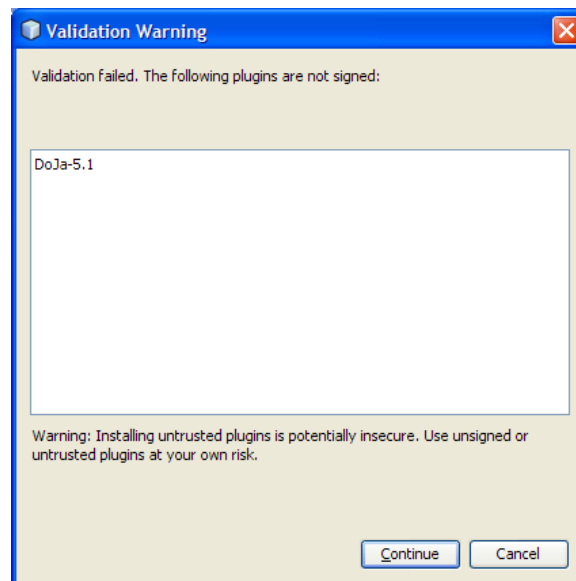 Validation Warning
Validation failed. The following plugins are not signed:
DoJa-5.1
Warning: Installing untrusted plugins is potentially insecure. Use unsigned or
untrusted plugins at your own risk.
Continue
Cancel